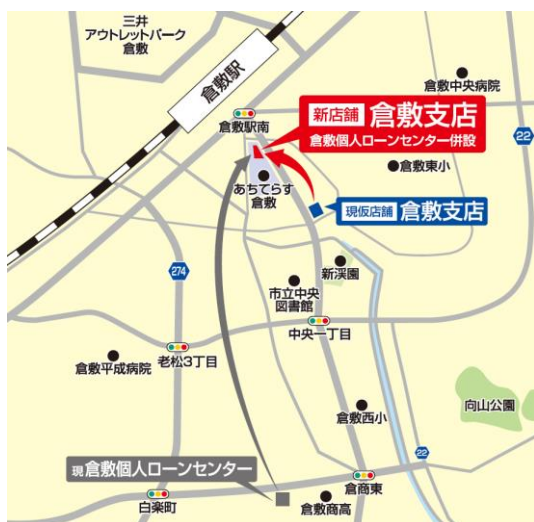 三井
アウトレットパーク
倉敷
倉敷駅
倉敷駅南
倉敷中央病院
新店舗 倉敷支店
倉敷個人ローンセンター併設
22
倉敷東小
あちてらす
倉敷
現仮店舗 倉敷支店
274
新渓園
市立中央
図書館
中央一丁目
倉敷平成病院
老松3丁目
向山公園
倉敷西小
22
現 倉敷個人ローンセンター
倉商東
白楽町
倉敷商高